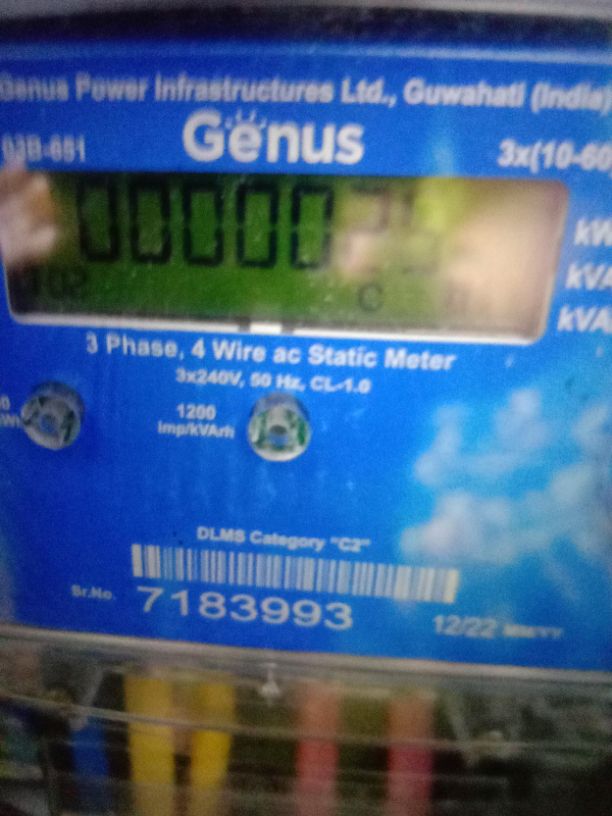 Genus Power Infrastructures Ltd., Guwahati (India)
Genus
3x(10-60)
00000
C
kW
kVA
kVA
3 Phase, 4 Wire ac Static Meter
3x240V, 50 Hz, CL-1.0
1200
Imp/kVArh
DLMS Category "C2"
Sr.No. 7183993
12/22